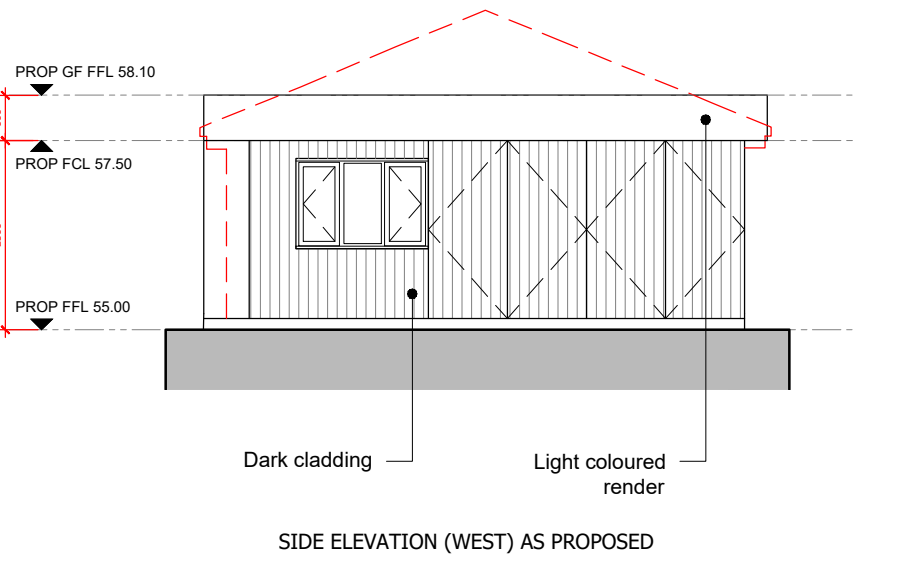 PROP GF FFL 58.10
PROP FCL 57.50
PROP FFL 55.00
Dark cladding
Light coloured
render
SIDE ELEVATION (WEST) AS PROPOSED